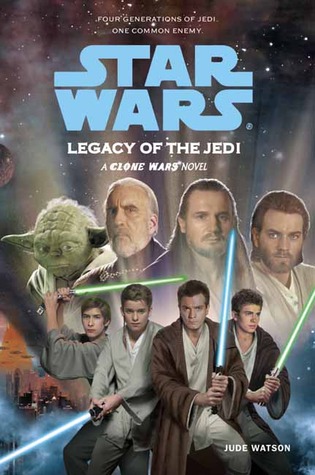 FOUR GENERATIONS OF JEDI.
ONE COMMON ENEMY.
STAR
WARS®
LEGACY OF THE JEDI
A CLONE WARS® NOVEL
JUDE WATSON